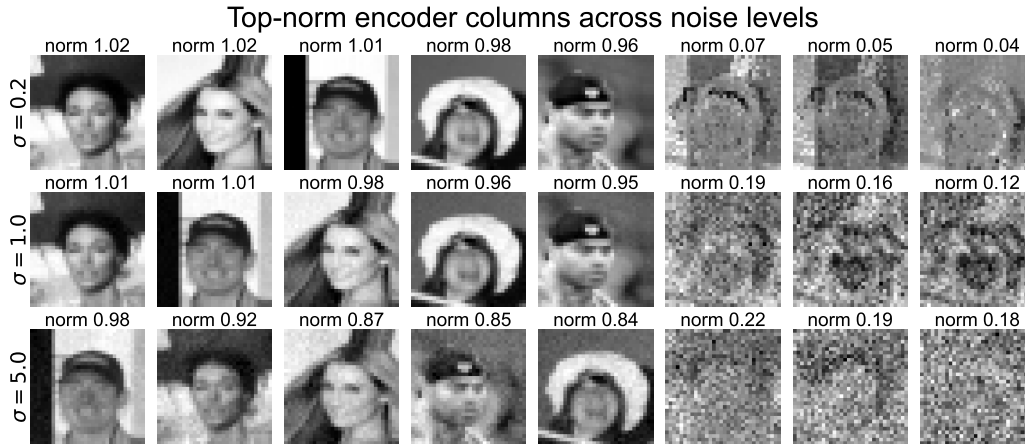 Top-norm encoder columns across noise levels
norm 1.02 norm 1.02 norm 1.01 norm 0.98 norm 0.96 norm 0.07 norm 0.05 norm 0.04
σ = 0.2
norm 1.01 norm 1.01 norm 0.98 norm 0.96 norm 0.95 norm 0.19 norm 0.16 norm 0.12
σ = 1.0
norm 0.98 norm 0.92 norm 0.87 norm 0.85 norm 0.84 norm 0.22 norm 0.19 norm 0.18
σ = 5.0